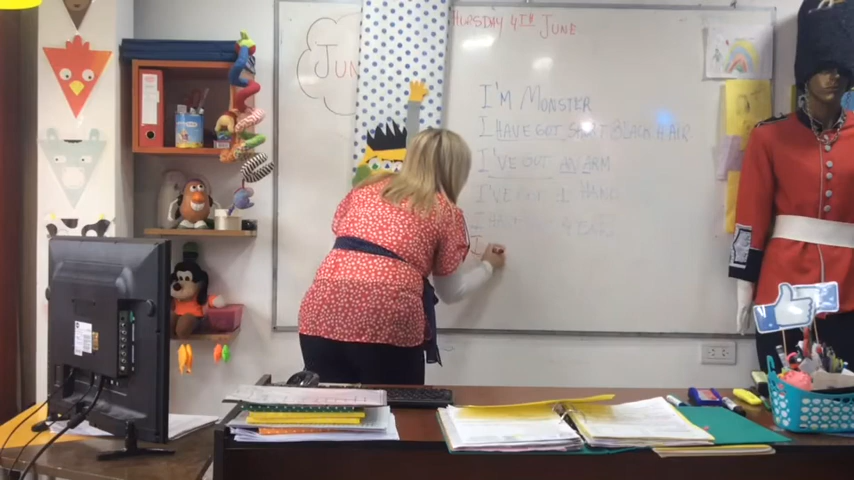 THURSDAY 4TH JUNE
JUN
I'M MONSTER
I HAVE GOT SHORT BLACK HAIR
I'VE GOT AN ARM
I'VE GOT 1 HAND
I
I